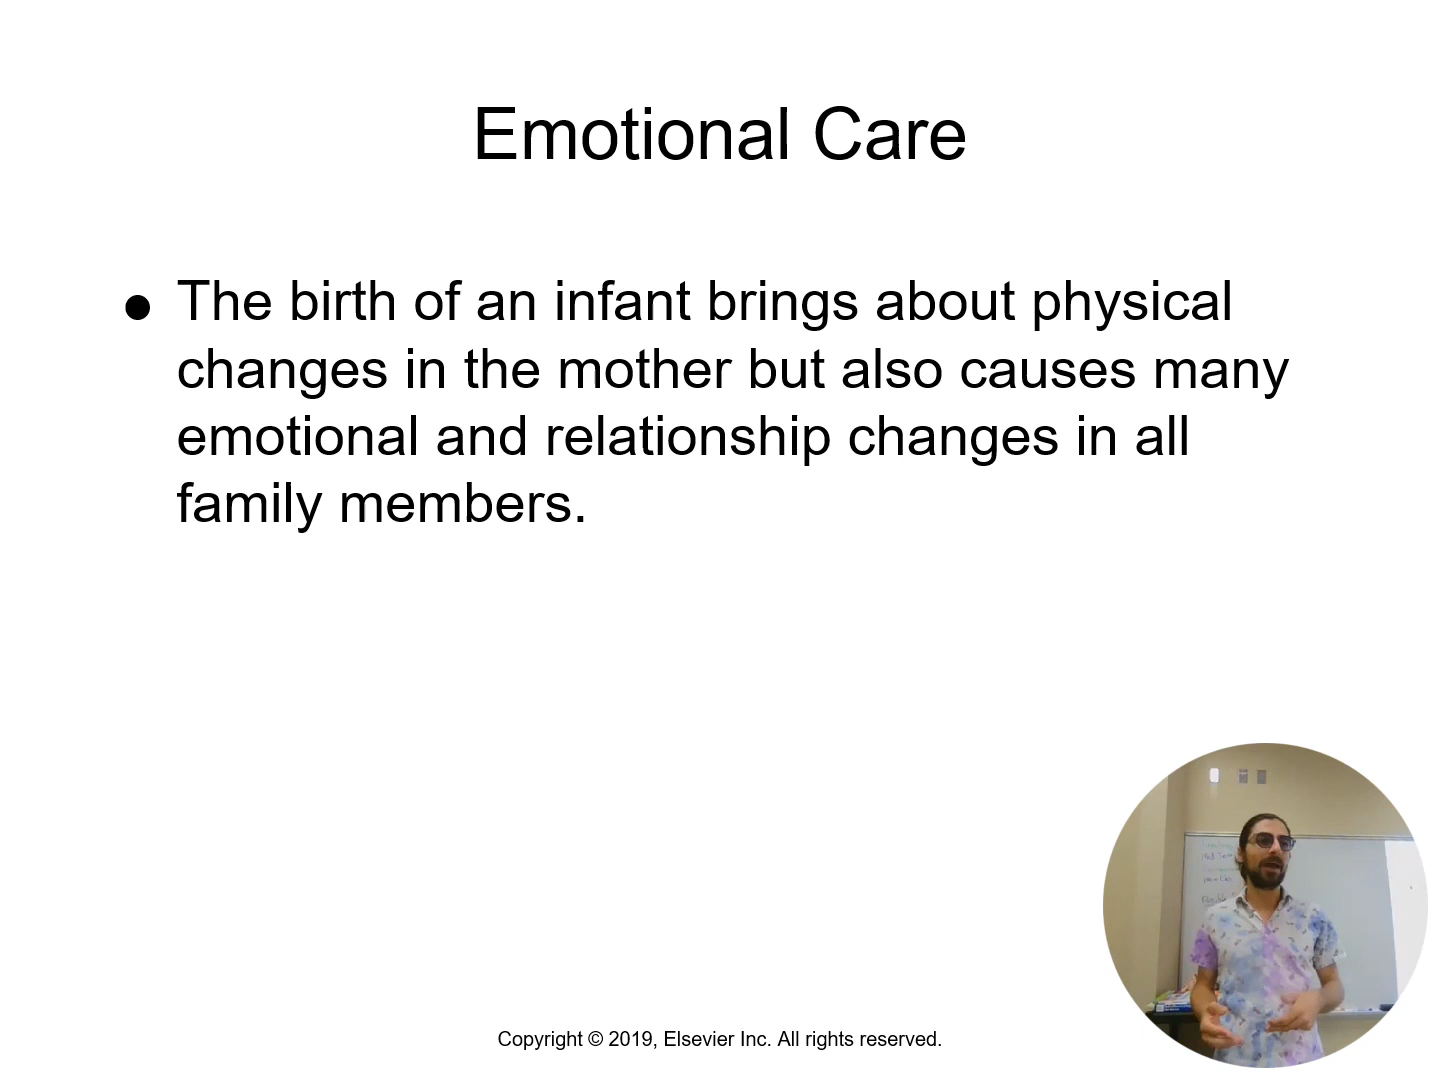 Emotional Care
● The birth of an infant brings about physical
changes in the mother but also causes many
emotional and relationship changes in all
family members.
Copyright © 2019, Elsevier Inc. All rights reserved.